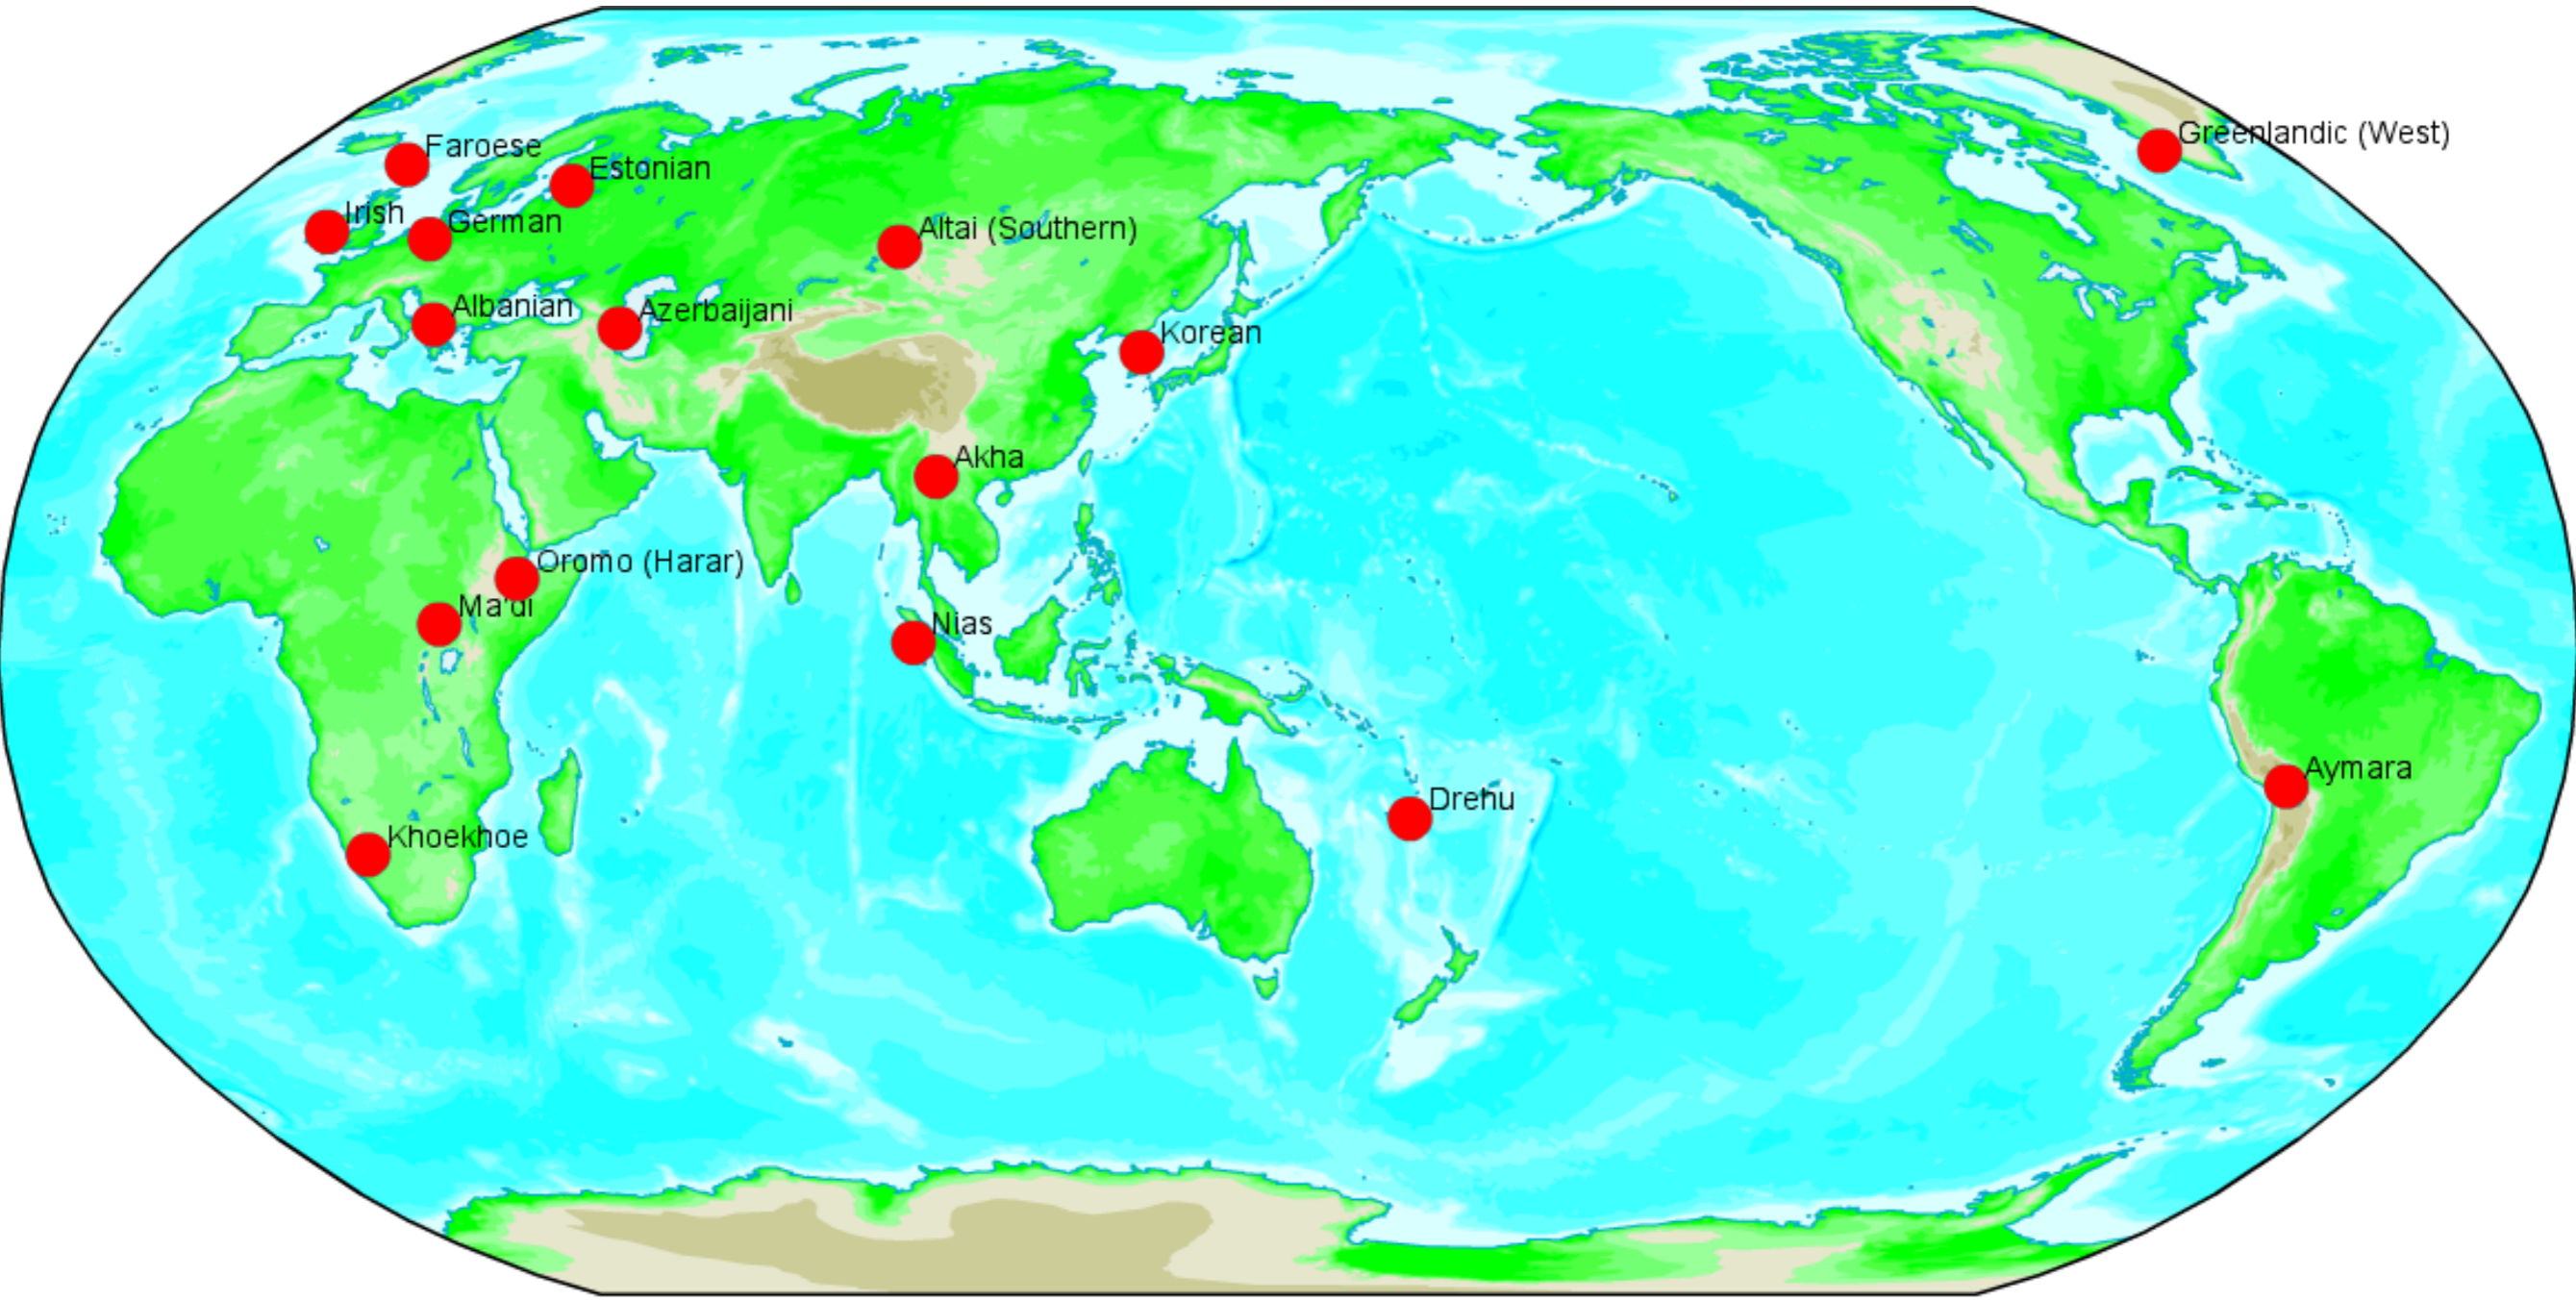 Greenlandic (West)
Faroese
Estonian
Irish
German
Altai (Southern)
Albanian
Azerbaijani
Korean
Akha
Oromo (Harar)
Ma'di
Nias
Aymara
Drehu
Khoekhoe